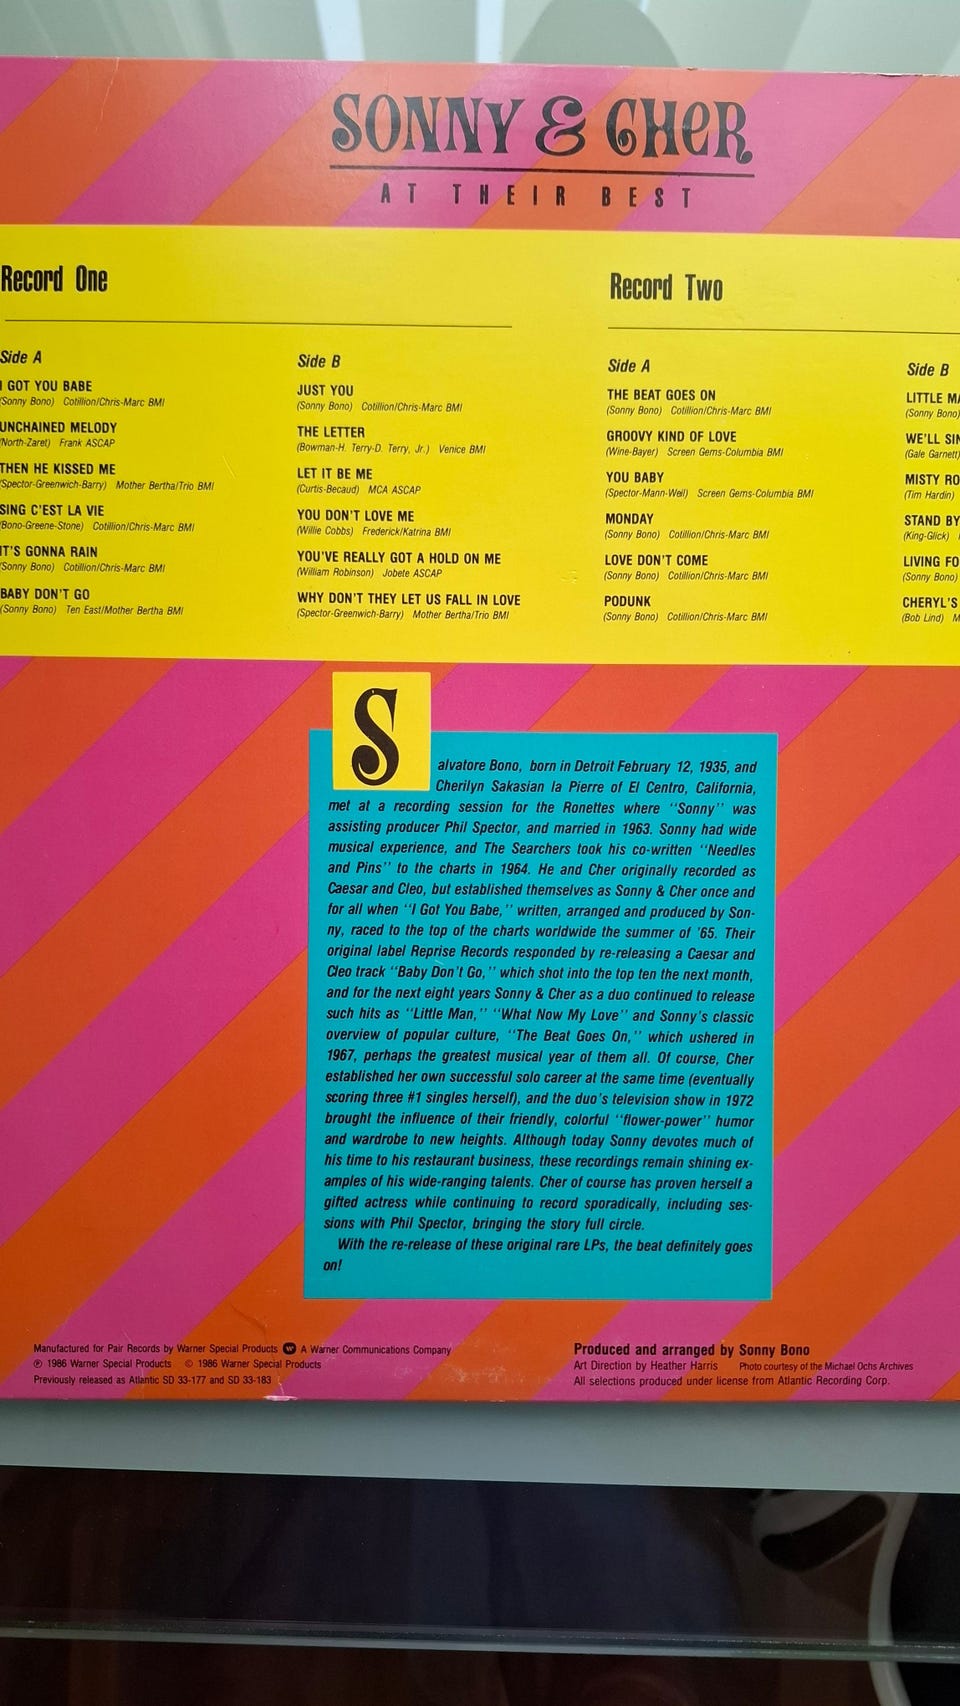 SONNY & CHER
AT THEIR BEST
Record One
Side A
I GOT YOU BABE
(Sonny Bono) Cotillion/Chris-Marc BMI
UNCHAINED MELODY
(North-Zaret) Frank ASCAP
THEN HE KISSED ME
(Spector-Greenwich-Barry) Mother Bertha/Trio BMI
SING C'EST LA VIE
(Bono-Greene-Stone) Cotillion/Chris-Marc BMI
IT'S GONNA RAIN
(Sonny Bono) Cotillion/Chris-Marc BMI
BABY DON'T GO
(Sonny Bono) Ten East/Mother Bertha BMI
Side B
JUST YOU
(Sonny Bono) Cotillion/Chris-Marc BMI
THE LETTER
(Bowman-H. Terry-D. Terry, Jr.) Venice BMI
LET IT BE ME
(Curtis-Becaud) MCA ASCAP
YOU DON'T LOVE ME
(Willie Cobbs) Frederick/Katrina BMI
YOU'VE REALLY GOT A HOLD ON ME
(William Robinson) Jobete ASCAP
WHY DON'T THEY LET US FALL IN LOVE
(Spector-Greenwich-Barry) Mother Bertha/Trio BMI
Record Two
Side A
THE BEAT GOES ON
(Sonny Bono) Cotillion/Chris-Marc BMI
GROOVY KIND OF LOVE
(Wine-Bayer) Screen Gems-Columbia BMI
YOU BABY
(Spector-Mann-Weil) Screen Gems-Columbia BMI
MONDAY
(Sonny Bono) Cotillion/Chris-Marc BMI
LOVE DON'T COME
(Sonny Bono) Cotillion/Chris-Marc BMI
PODUNK
(Sonny Bono) Cotillion/Chris-Marc BMI
Side B
LITTLE
(Sonny Bono)
WE'LL
(Gale Garnett)
MISTY
(Tim Hardin)
STAND BY
(King-Glick)
LIVING
(Sonny Bono)
CHERYL'S
(Bob Lind)
Salvatore Bono, born in Detroit February 12, 1935, and
Cherilyn Sakasian la Pierre of El Centro, California,
met at a recording session for the Ronettes where "Sonny" was
assisting producer Phil Spector, and married in 1963. Sonny had wide
musical experience, and The Searchers took his co-written "Needles
and Pins" to the charts in 1964. He and Cher originally recorded as
Caesar and Cleo, but established themselves as Sonny & Cher once and
for all when "I Got You Babe," written, arranged and produced by Son-
ny, raced to the top of the charts worldwide the summer of '65. Their
original label Reprise Records responded by re-releasing a Caesar and
Cleo track "Baby Don't Go," which shot into the top ten the next month,
and for the next eight years Sonny & Cher as a duo continued to release
such hits as "Little Man," "What Now My Love" and Sonny's classic
overview of popular culture, "The Beat Goes On," which ushered in
1967, perhaps the greatest musical year of them all. Of course, Cher
established her own successful solo career at the same time (eventually
scoring three #1 singles herself), and the duo's television show in 1972
brought the influence of their friendly, colorful "flower-power" humor
and wardrobe to new heights. Although today Sonny devotes much of
his time to his restaurant business, these recordings remain shining ex-
amples of his wide-ranging talents. Cher of course has proven herself a
gifted actress while continuing to record sporadically, including ses-
sions with Phil Spector, bringing the story full circle.
With the re-release of these original rare LPs, the beat definitely goes
on!
Manufactured for Pair Records by Warner Special Products A Warner Communications Company
℗ 1986 Warner Special Products © 1986 Warner Special Products
Previously released as Atlantic SD 33-177 and SD 33-183
Produced and arranged by Sonny Bono
Art Direction by Heather Harris Photo courtesy of the Michael Ochs Archives
All selections produced under license from Atlantic Recording Corp.